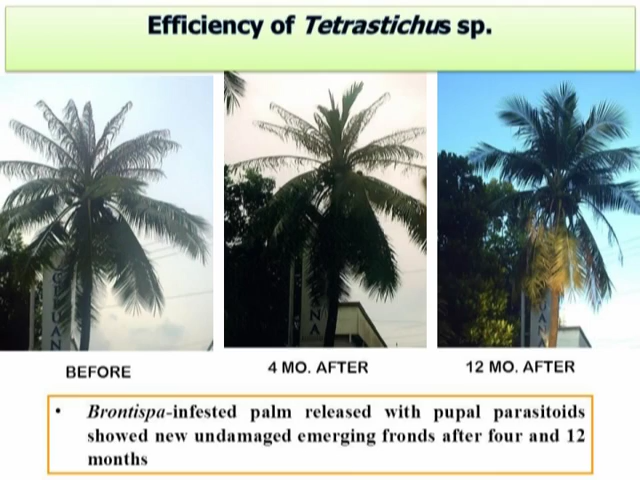 Efficiency of Tetrastichus sp.
BEFORE
4 MO. AFTER
12 MO. AFTER
• Brontispa-infested palm released with pupal parasitoids
showed new undamaged emerging fronds after four and 12
months